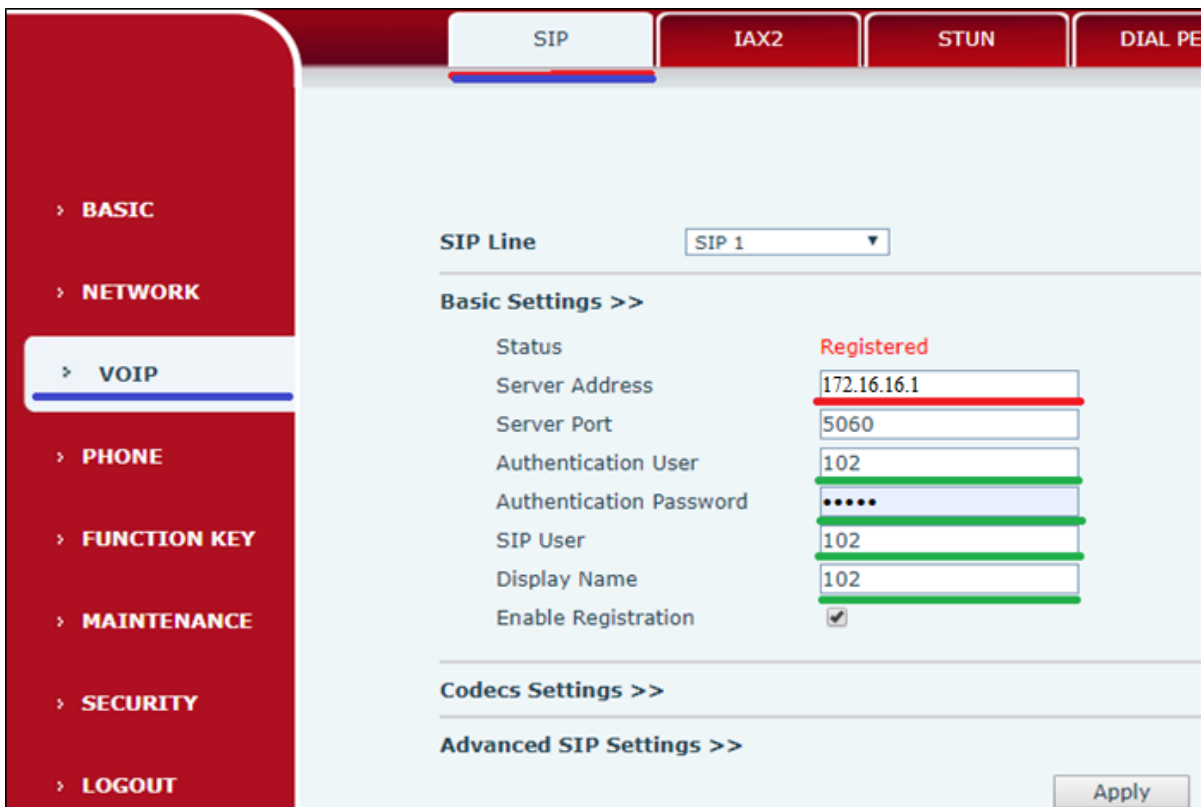 SIP IAX2 STUN DIAL PE
BASIC
SIP Line SIP 1
NETWORK
Basic Settings >>
Status Registered
VOIP
Server Address 172.16.16.1
Server Port 5060
PHONE
Authentication User 102
Authentication Password •••••
FUNCTION KEY
SIP User 102
Display Name 102
MAINTENANCE
Enable Registration
Codecs Settings >>
SECURITY
Advanced SIP Settings >>
LOGOUT
Apply